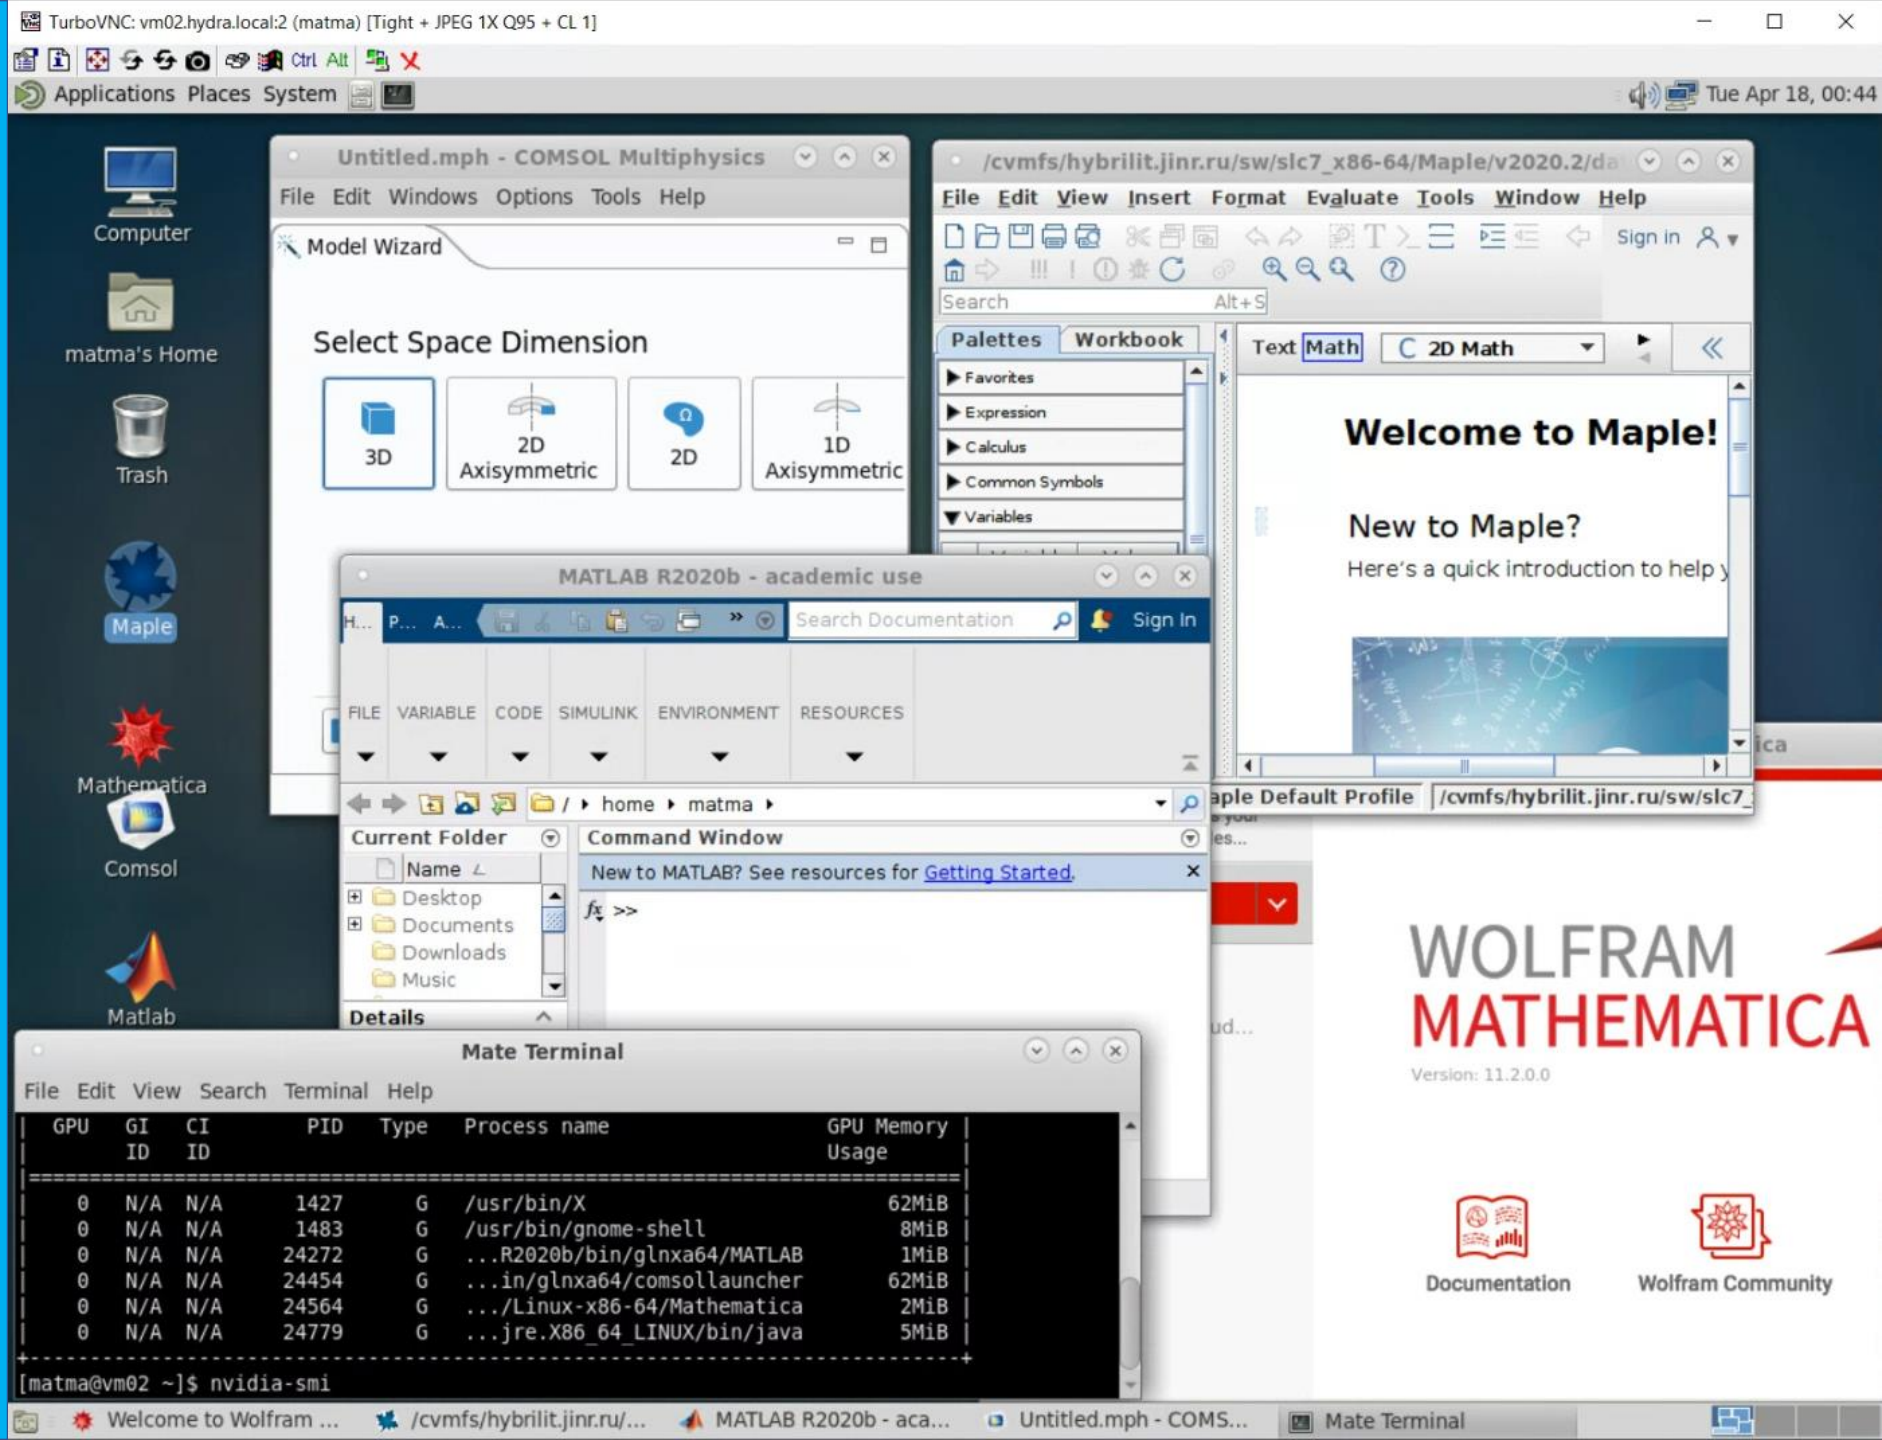 TurboVNC: vm02.hydra.local:2 (matma) [Tight + JPEG 1X Q95 + CL 1]
Ctrl Alt
Applications Places System
Tue Apr 18, 00:44
Computer
matma's Home
Trash
Maple
Mathematica
Comsol
Matlab
Untitled.mph - COMSOL Multiphysics
File Edit Windows Options Tools Help
Model Wizard
Select Space Dimension
3D
2D Axisymmetric
2D
1D Axisymmetric
/cvmfs/hybrilit.jinr.ru/sw/slc7_x86-64/Maple/v2020.2/da
File Edit View Insert Format Evaluate Tools Window Help
Sign in
Search Alt+S
Palettes Workbook
Text Math C 2D Math
Favorites
Expression
Calculus
Common Symbols
Variables
Welcome to Maple!
New to Maple?
Here's a quick introduction to help y
aple Default Profile /cvmfs/hybrilit.jinr.ru/sw/slc7_
MATLAB R2020b - academic use
H... P... A... Search Documentation Sign In
FILE VARIABLE CODE SIMULINK ENVIRONMENT RESOURCES
/ home matma
Current Folder
Name
Desktop
Documents
Downloads
Music
Details
Command Window
New to MATLAB? See resources for Getting Started.
fx >>
ica
es...
ud...
WOLFRAM
MATHEMATICA
Version: 11.2.0.0
Documentation
Wolfram Community
Mate Terminal
File Edit View Search Terminal Help
| GPU GI CI PID Type Process name GPU Memory |
| ID ID Usage |
|=============================================================================|
| 0 N/A N/A 1427 G /usr/bin/X 62MiB |
| 0 N/A N/A 1483 G /usr/bin/gnome-shell 8MiB |
| 0 N/A N/A 24272 G ...R2020b/bin/glnxa64/MATLAB 1MiB |
| 0 N/A N/A 24454 G ...in/glnxa64/comsollauncher 62MiB |
| 0 N/A N/A 24564 G .../Linux-x86-64/Mathematica 2MiB |
| 0 N/A N/A 24779 G ...jre.X86_64_LINUX/bin/java 5MiB |
+-----------------------------------------------------------------------------+
[matma@vm02 ~]$ nvidia-smi
Welcome to Wolfram ... /cvmfs/hybrilit.jinr.ru/... MATLAB R2020b - aca... Untitled.mph - COMS... Mate Terminal